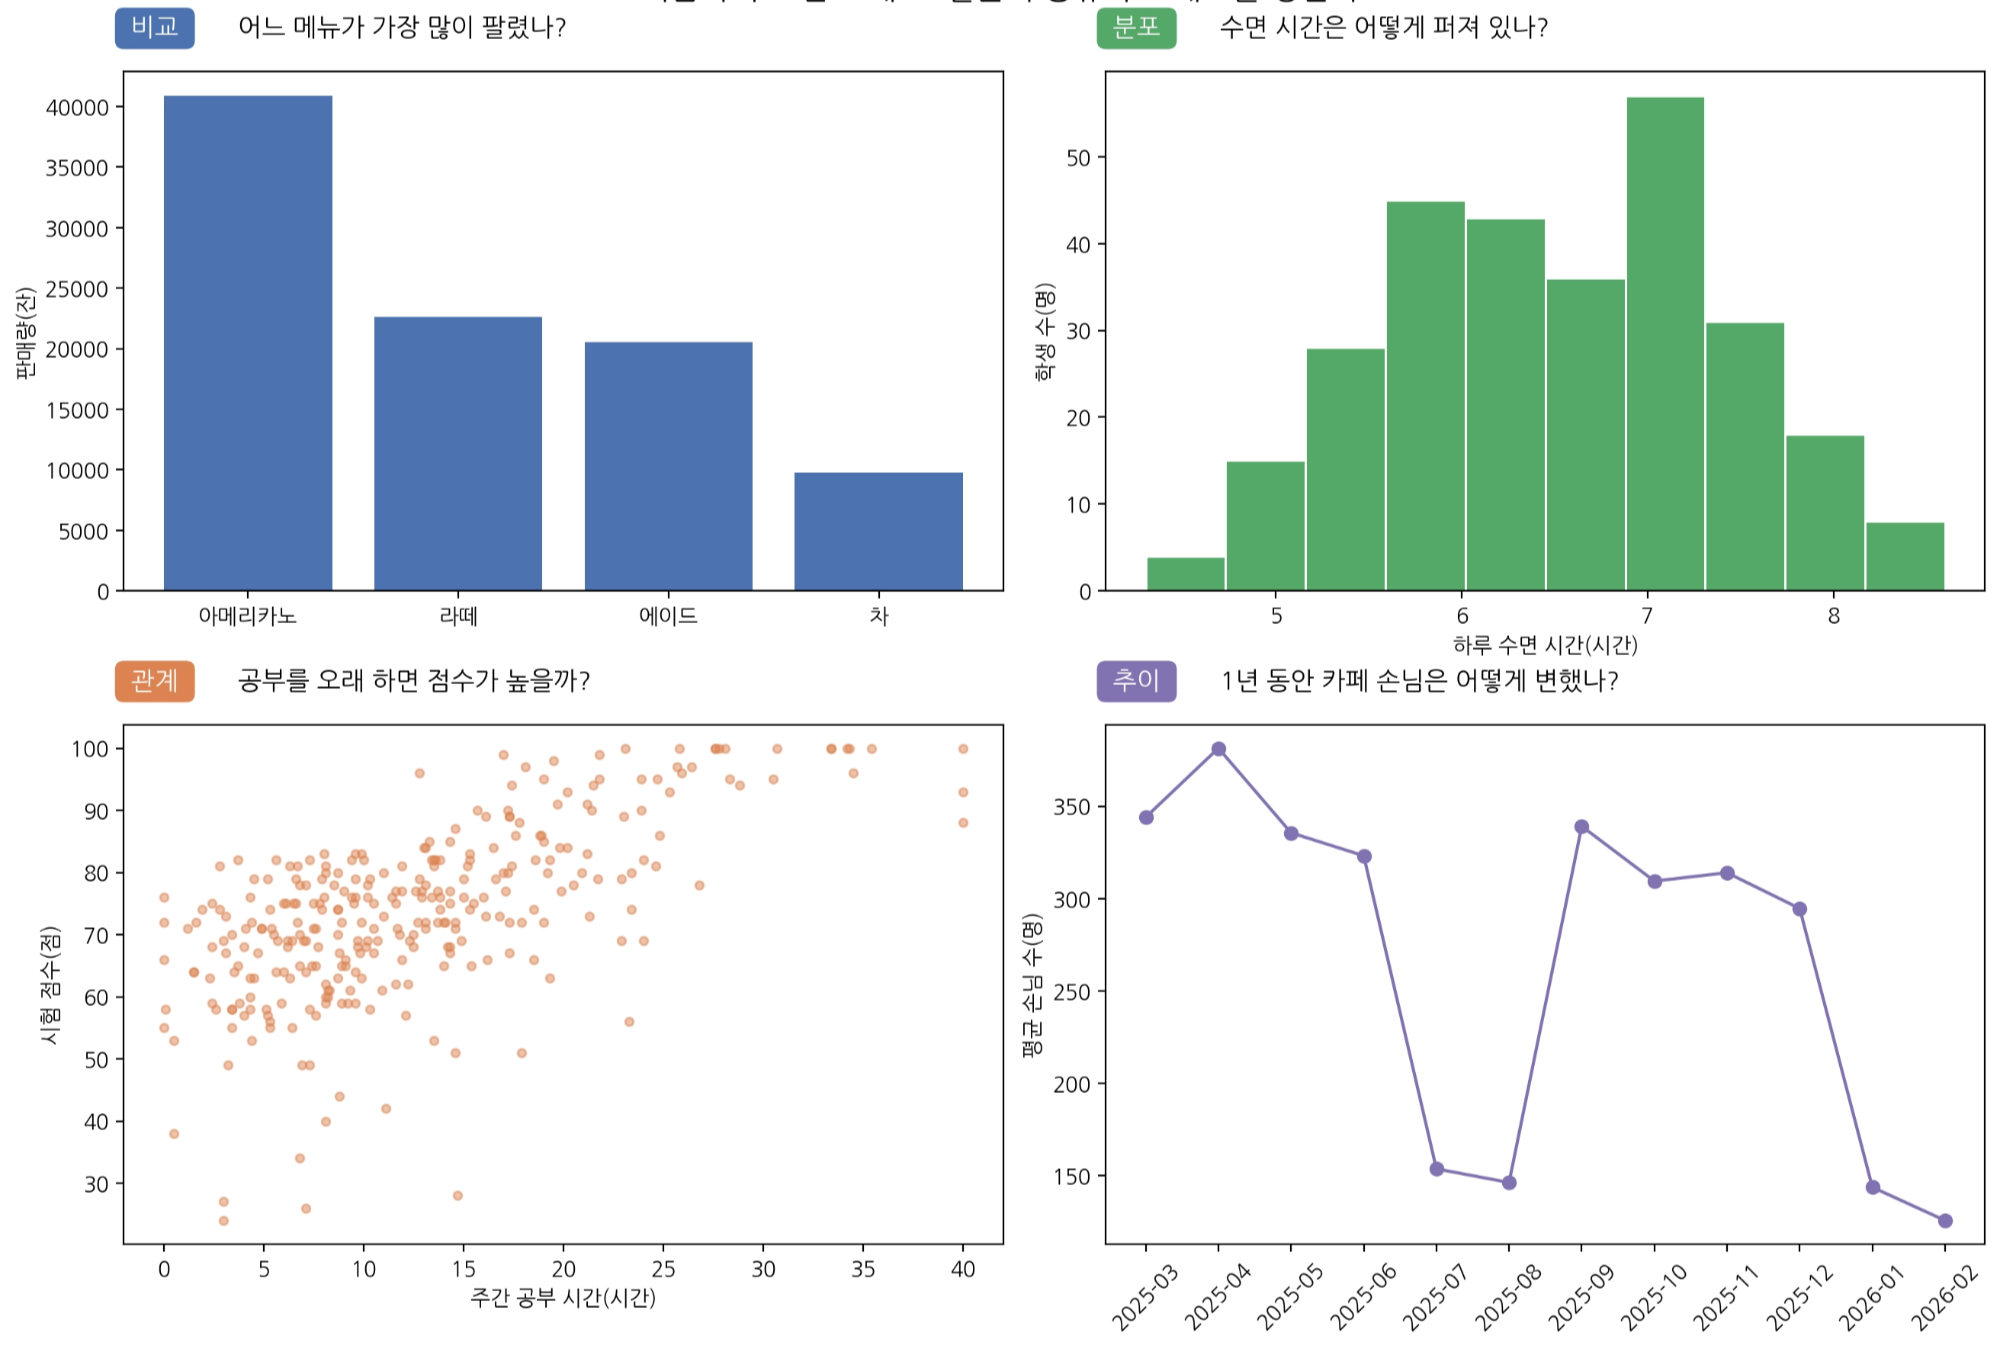 비교 어느 메뉴가 가장 많이 팔렸나?
판매량(잔)
40000
35000
30000
25000
20000
15000
10000
5000
0
아메리카노 라떼 에이드 차
분포 수면 시간은 어떻게 퍼져 있나?
학생 수(명)
50
40
30
20
10
0
5 6 7 8
하루 수면 시간(시간)
관계 공부를 오래 하면 점수가 높을까?
시험 점수(점)
100
90
80
70
60
50
40
30
0 5 10 15 20 25 30 35 40
주간 공부 시간(시간)
추이 1년 동안 카페 손님은 어떻게 변했나?
평균 손님 수(명)
350
300
250
200
150
2025-03 2025-04 2025-05 2025-06 2025-07 2025-08 2025-09 2025-10 2025-11 2025-12 2026-01 2026-02